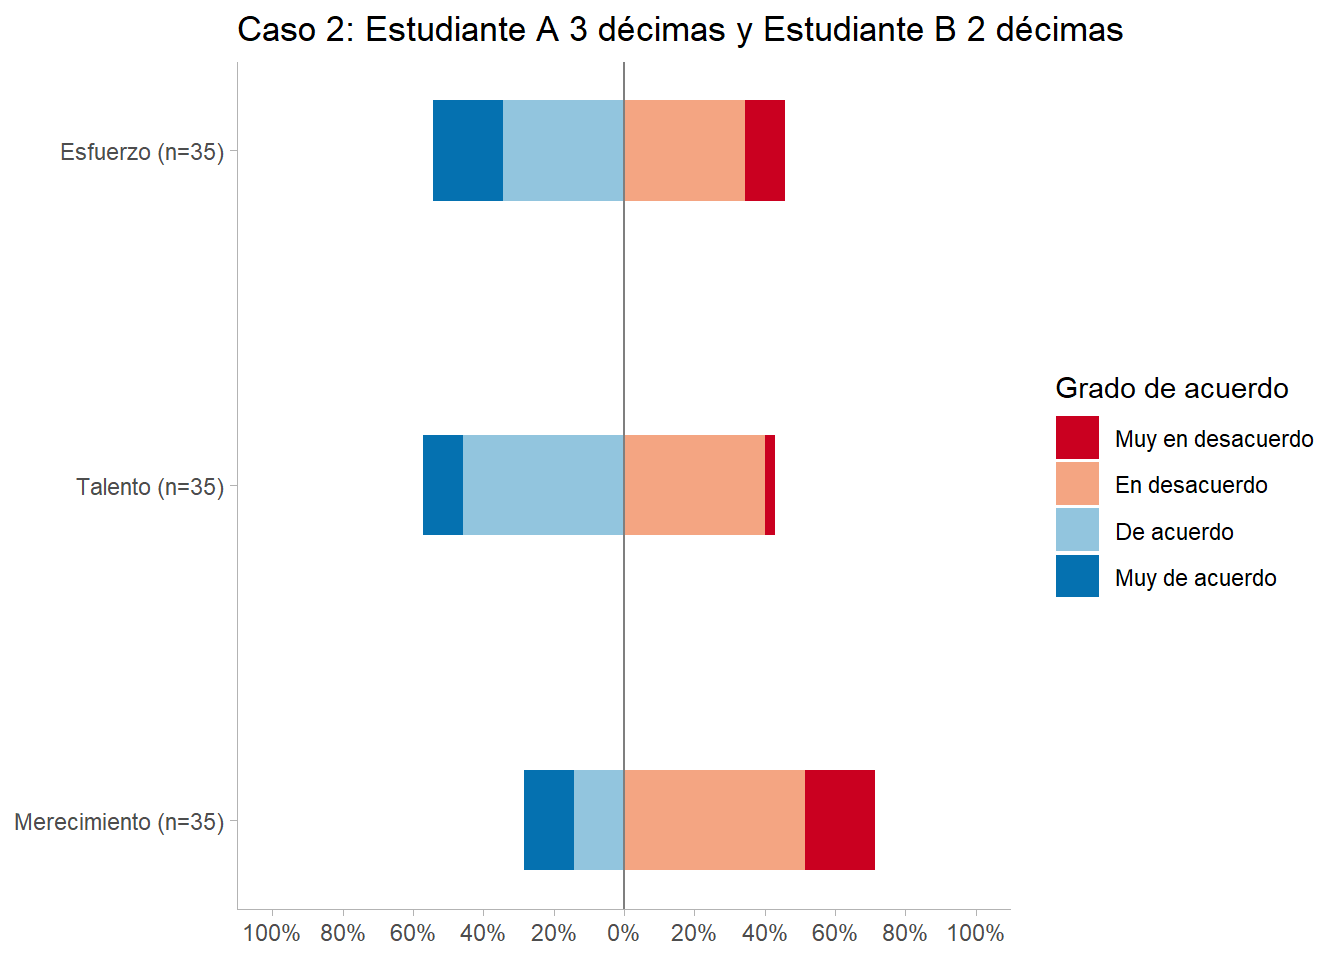 Caso 2: Estudiante A 3 décimas y Estudiante B 2 décimas
Esfuerzo (n=35)
Talento (n=35)
Merecimiento (n=35)
100% 80% 60% 40% 20% 0% 20% 40% 60% 80% 100%
Grado de acuerdo
Muy en desacuerdo
En desacuerdo
De acuerdo
Muy de acuerdo